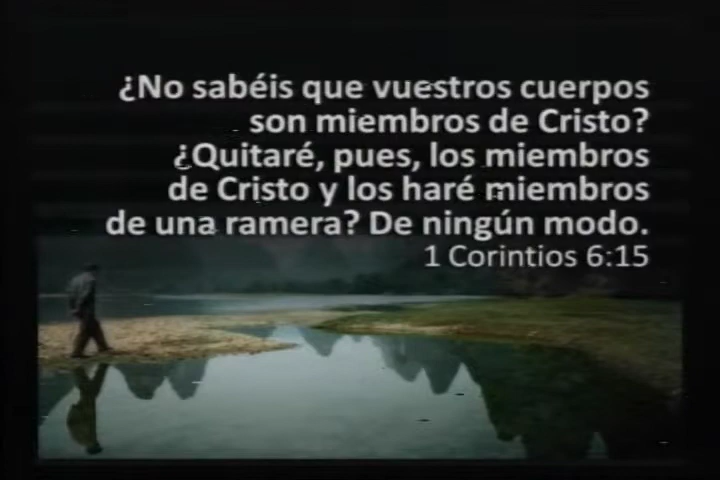 ¿No sabéis que vuestros cuerpos
son miembros de Cristo?
¿Quitaré, pues, los miembros
de Cristo y los haré miembros
de una ramera? De ningún modo.
1 Corintios 6:15